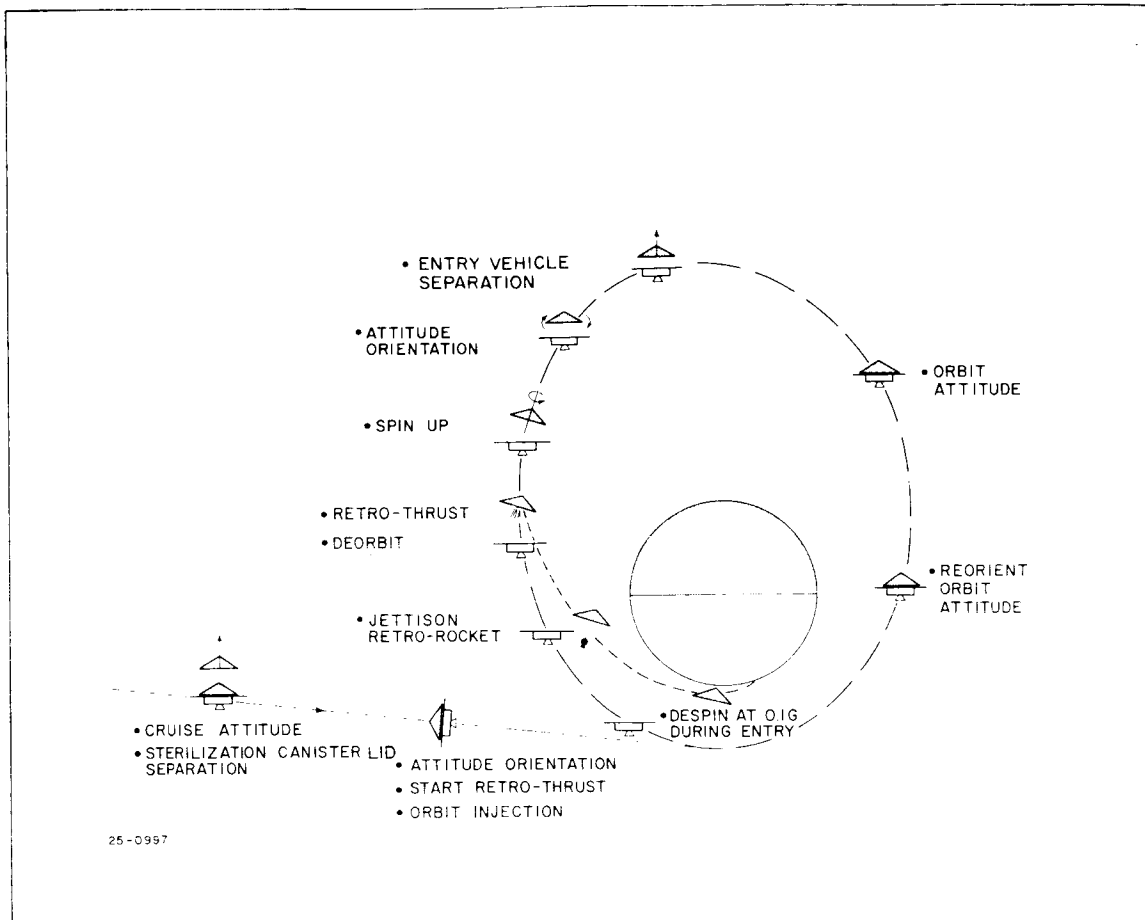 • ENTRY VEHICLE
SEPARATION
• ATTITUDE
ORIENTATION
• ORBIT
ATTITUDE
• SPIN UP
• RETRO-THRUST
• DEORBIT
• REORIENT
ORBIT
ATTITUDE
• JETTISON
RETRO-ROCKET
• DESPIN AT 0.1G
DURING ENTRY
• CRUISE ATTITUDE
• STERILIZATION CANISTER LID
SEPARATION
• ATTITUDE ORIENTATION
• START RETRO-THRUST
• ORBIT INJECTION
25-0997